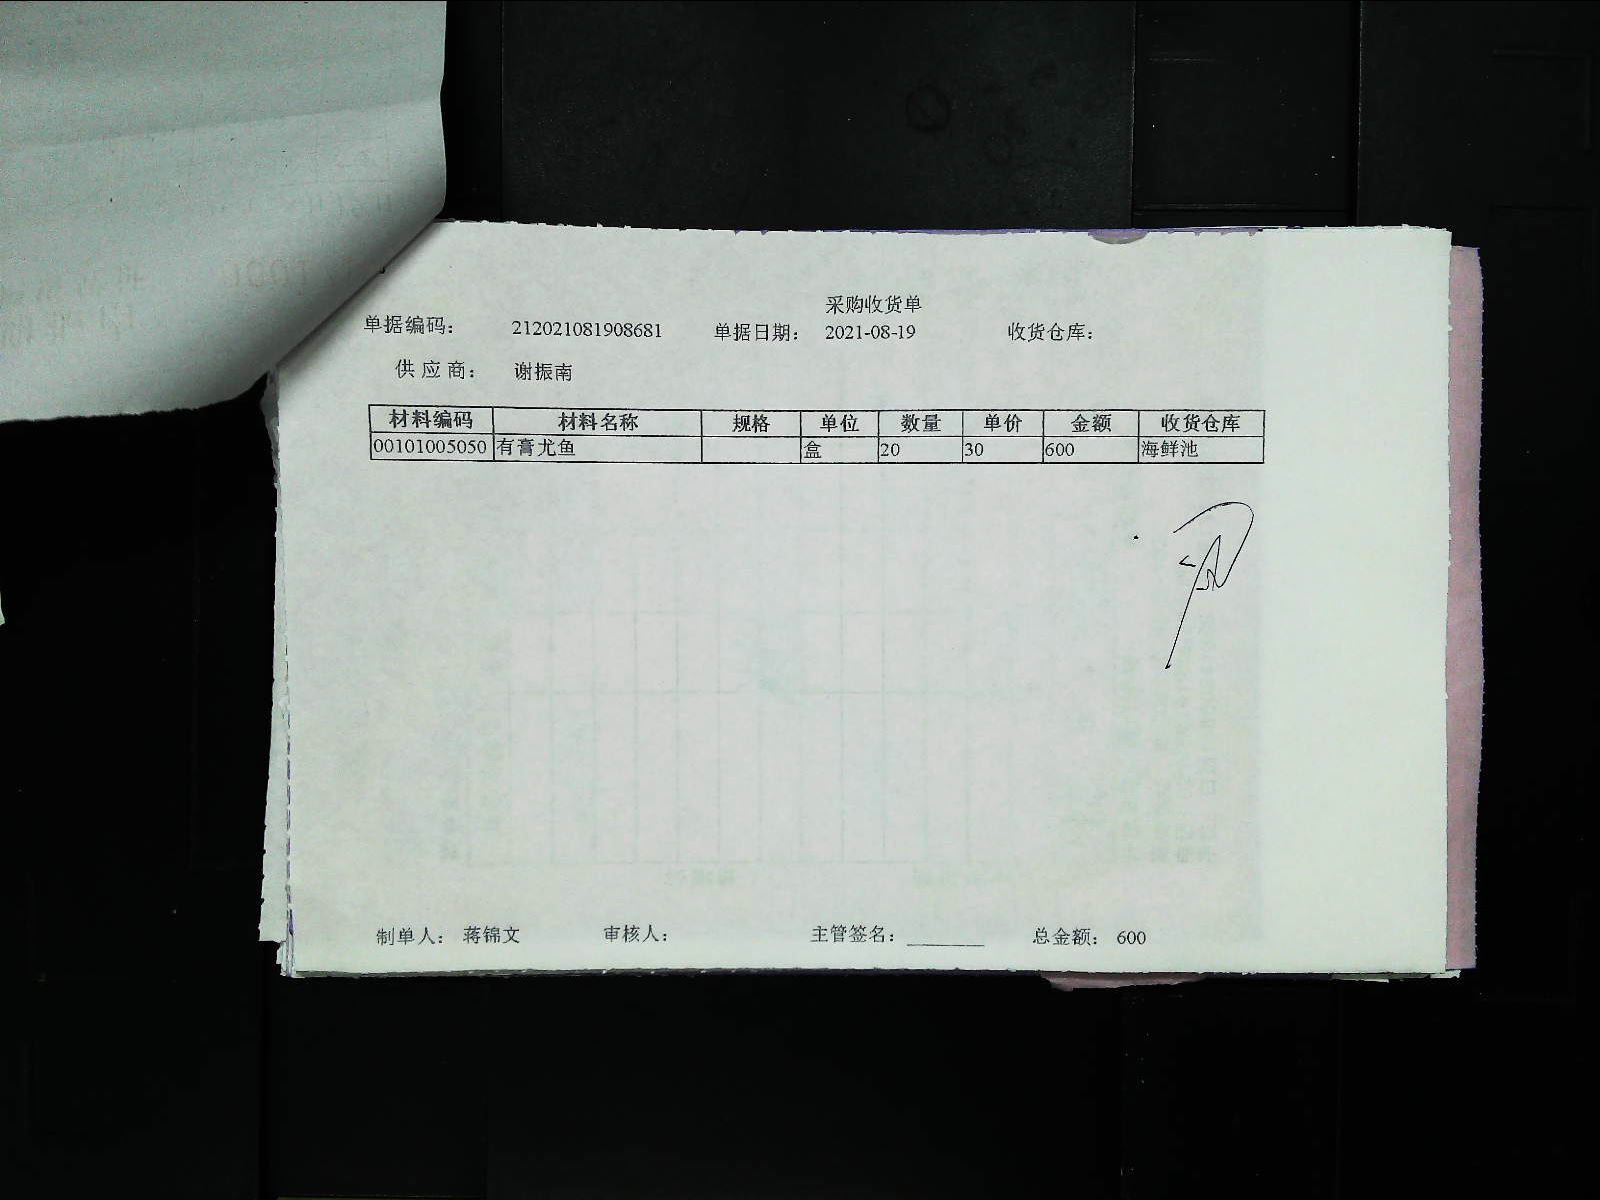 采购收货单
单据编码： 212021081908681 单据日期： 2021-08-19 收货仓库：
供应商： 谢振南
材料编码 材料名称 规格 单位 数量 单价 金额 收货仓库
00101005050 有膏尤鱼 盒 20 30 600 海鲜池
制单人： 蒋锦文 审核人： 主管签名： ________ 总金额： 600